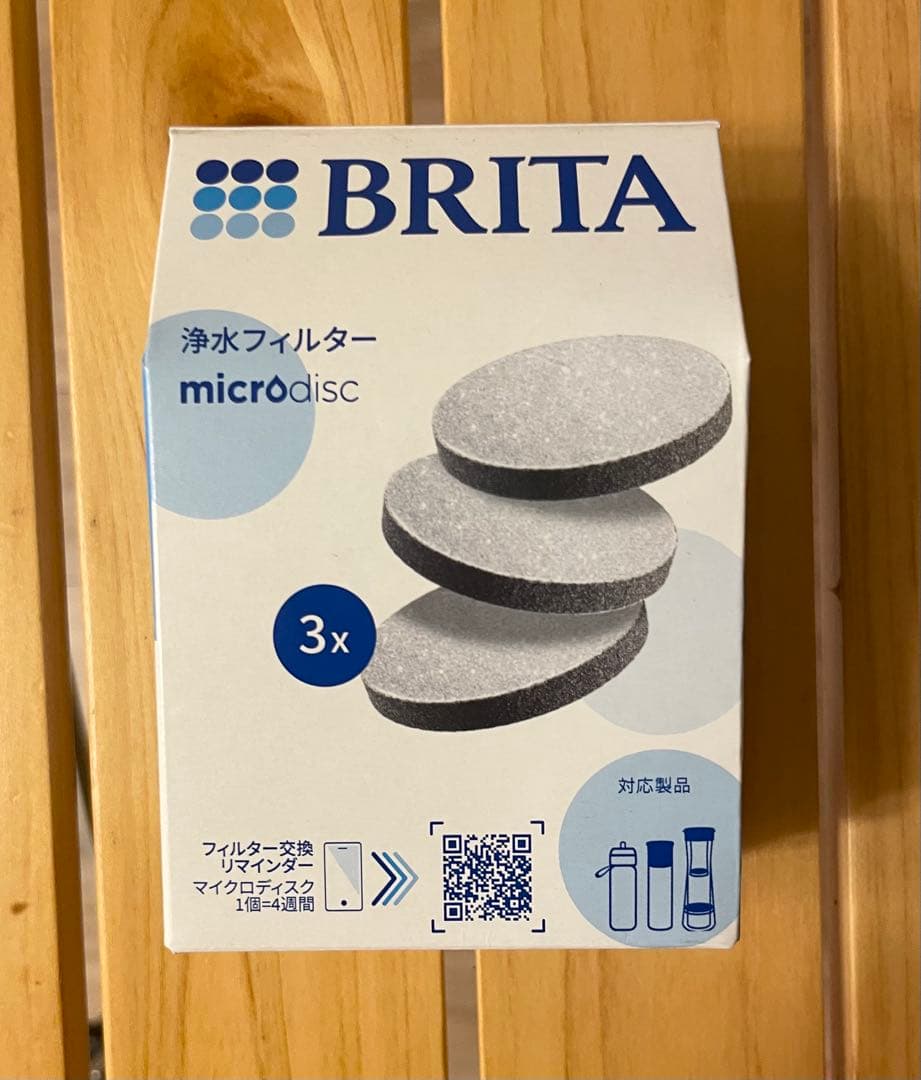 BRITA
浄水フィルター
microdisc
3x
対応製品
フィルター交換
リマインダー
マイクロディスク
1個=4週間